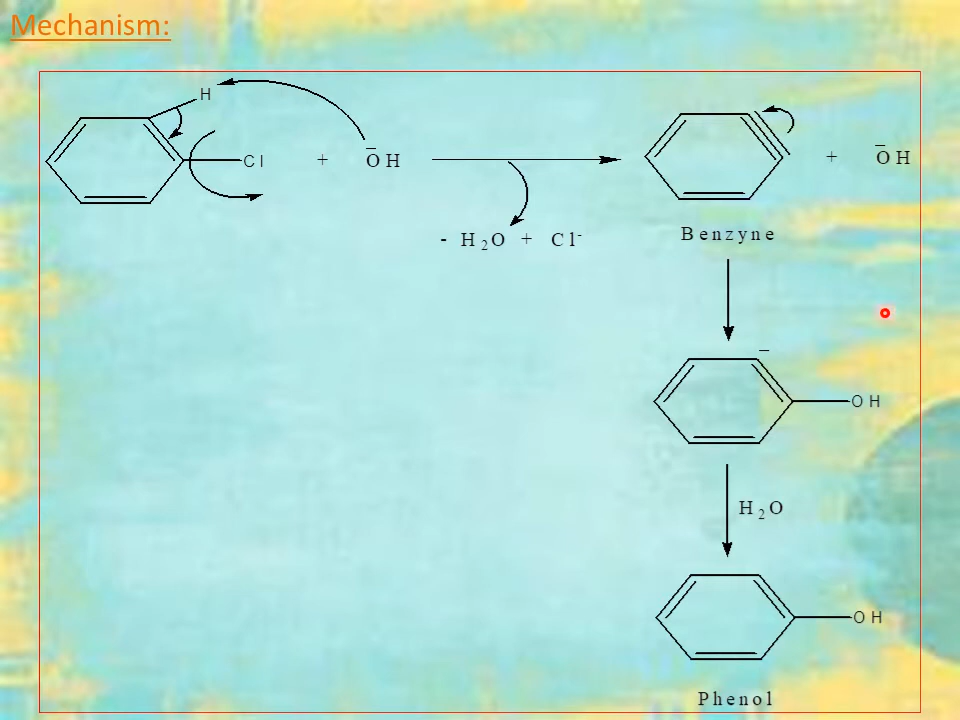 Mechanism:
H
Cl + OH⁻
- H2O + Cl-
+ OH⁻
Benzyne
⁻
OH
H2O
OH
Phenol